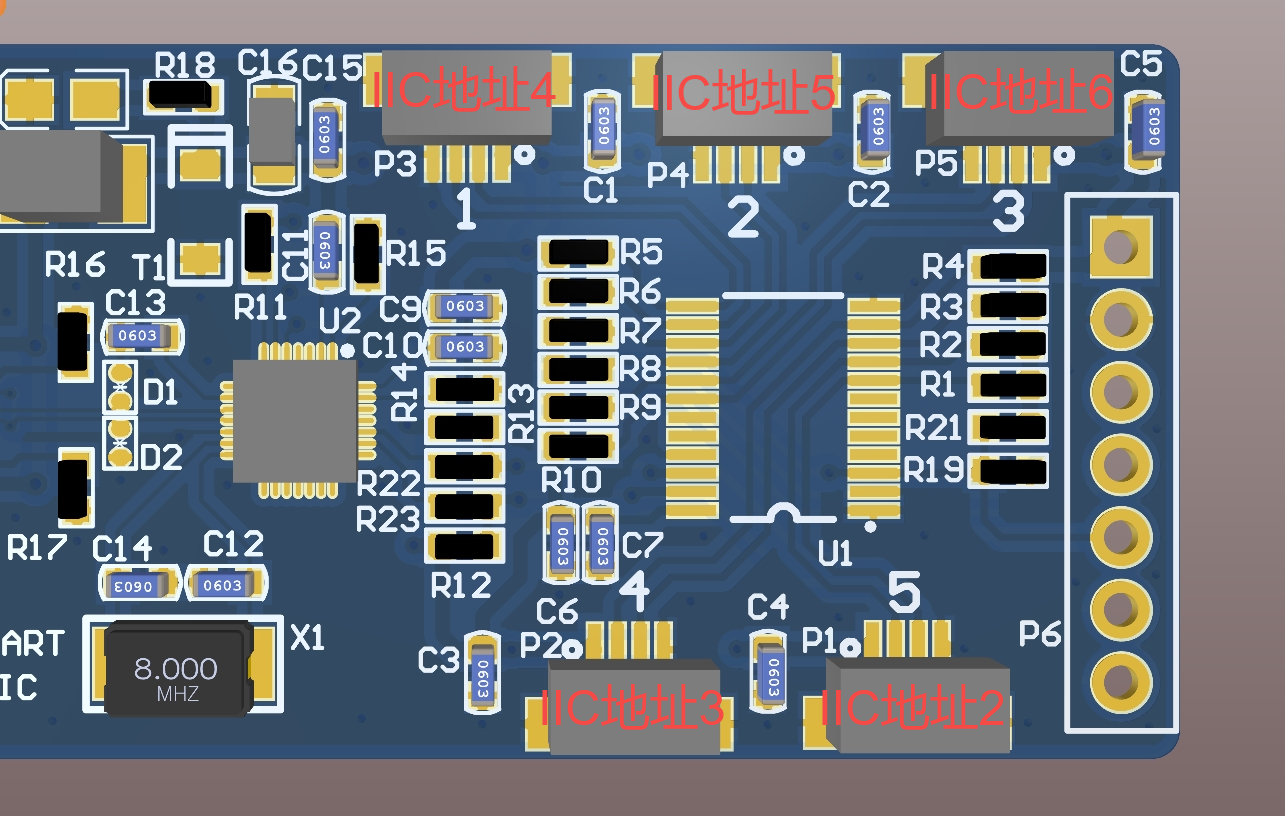 R18
C16
C15
IIC地址4
IIC地址5
IIC地址6
C5
0603
0603
0603
0603
P3
C1
P4
C2
P5
1
2
3
R16
T1
R11
C11
0603
R15
R5
R4
C13
0603
U2
C9
0603
R6
R3
C10
0603
R7
R2
D1
R14
R13
R8
R1
D2
R9
R21
R22
R10
R19
R23
R17
C14
C12
0603
0603
R12
0603
0603
C7
U1
C6
4
C4
5
ART
IC
X1
8.000
MHZ
C3
0603
P2
0603
P1
P6
IIC地址3
IIC地址2